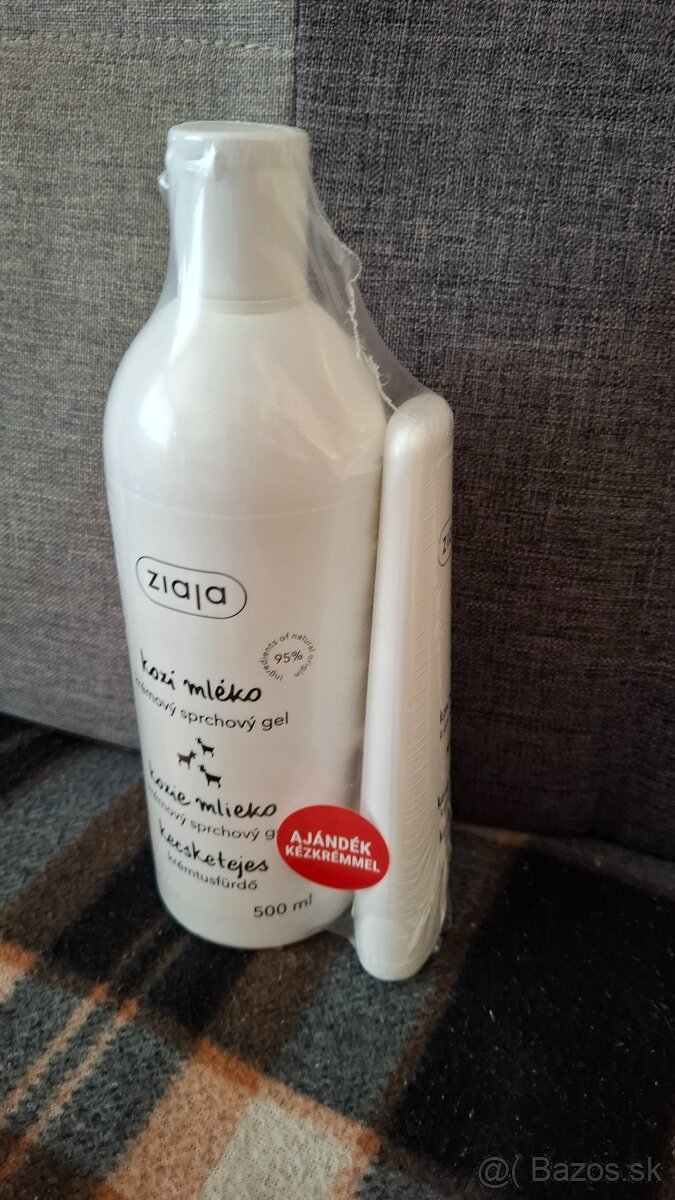 ziaja
95%
ingredients of natural origin
kozí mléko
krémový sprchový gel
kozie mlieko
krémový sprchový g
kecsketejes
krémtusfürdő
500 ml
AJÁNDÉK
KÉZKRÉMMEL
@( Bazos.sk